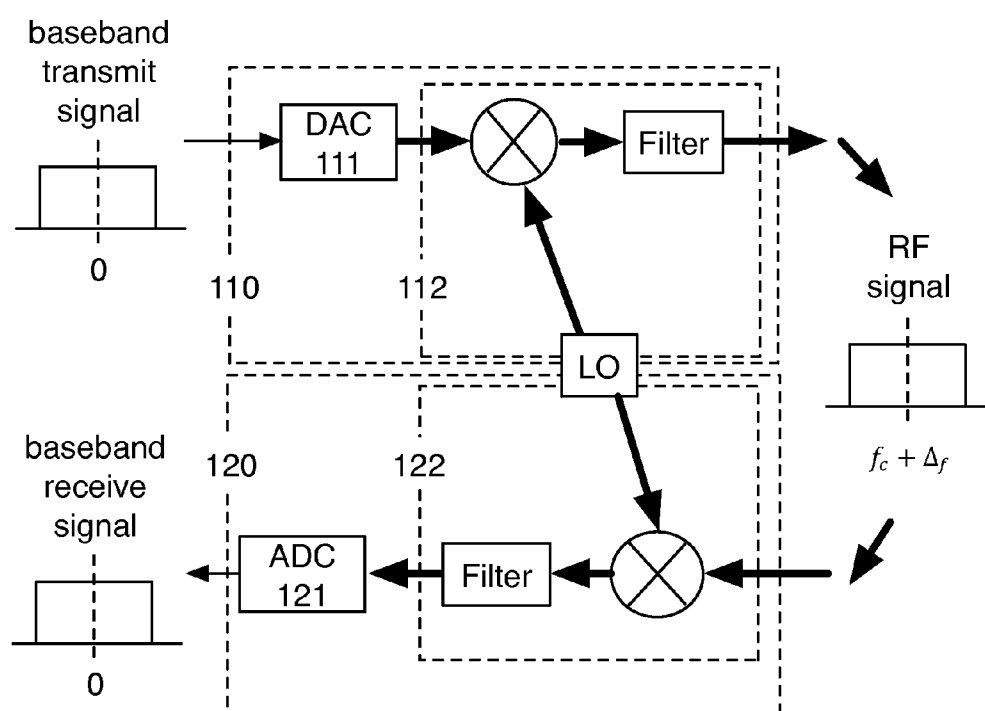 baseband
transmit
signal
0
DAC
111
Filter
110
112
RF
signal
f_c + Δ_f
LO
baseband
receive
signal
0
120
122
ADC
121
Filter